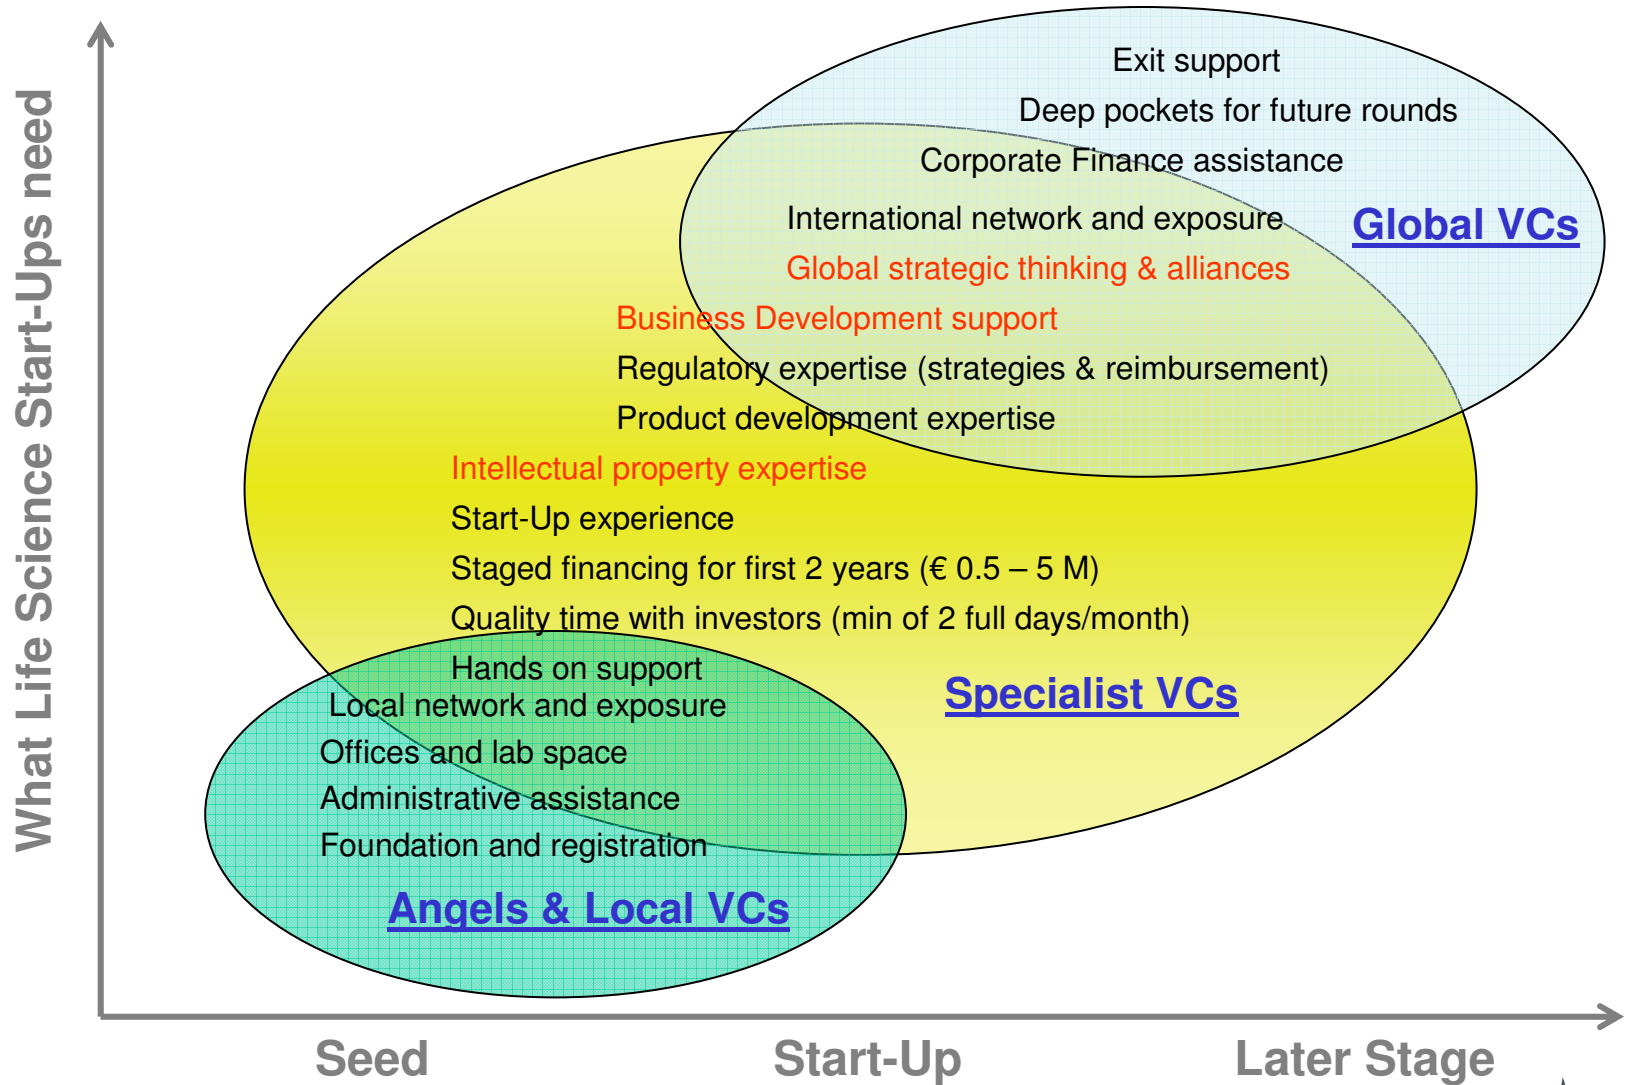 What Life Science Start-Ups need
Exit support
Deep pockets for future rounds
Corporate Finance assistance
International network and exposure
Global VCs
Global strategic thinking & alliances
Business Development support
Regulatory expertise (strategies & reimbursement)
Product development expertise
Intellectual property expertise
Start-Up experience
Staged financing for first 2 years (€ 0.5 – 5 M)
Quality time with investors (min of 2 full days/month)
Hands on support
Specialist VCs
Local network and exposure
Offices and lab space
Administrative assistance
Foundation and registration
Angels & Local VCs
Seed
Start-Up
Later Stage